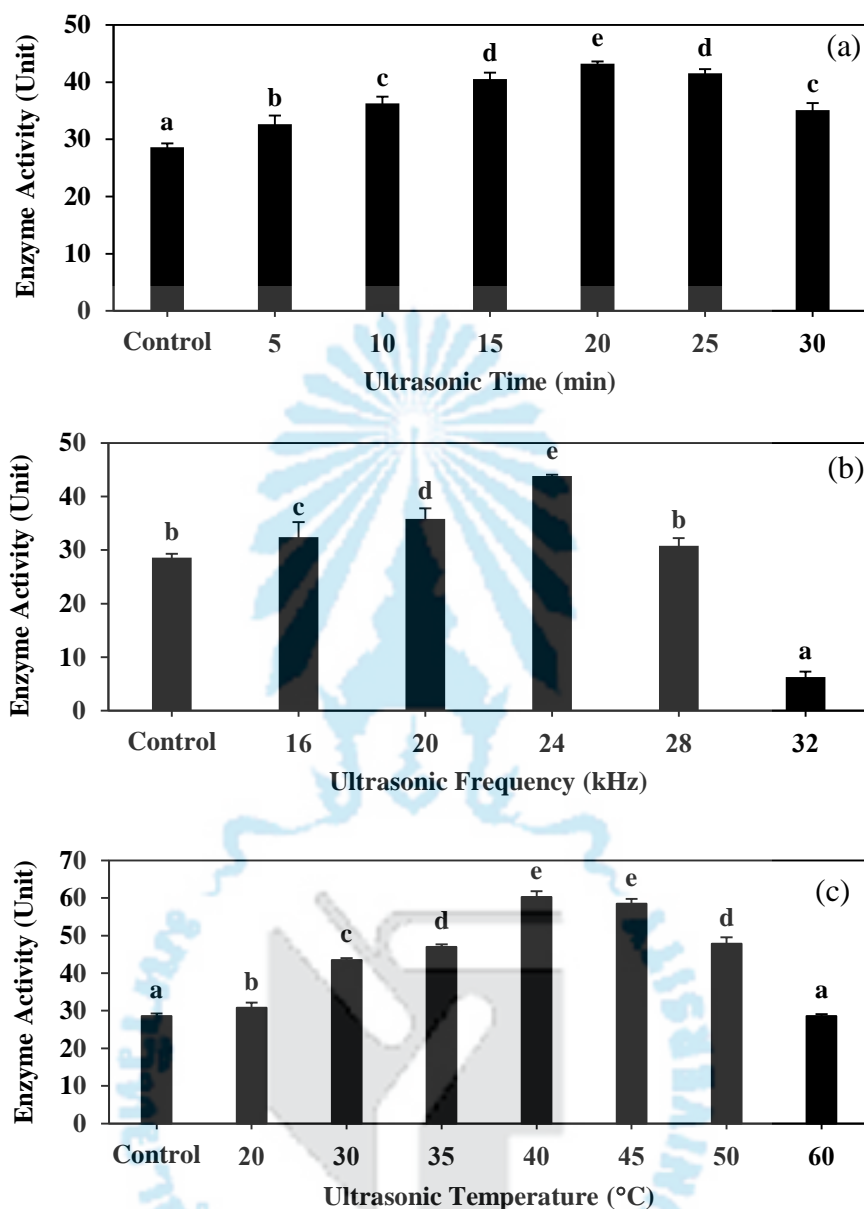 50
(a)
e
d
d
40
c
c
b
a
30
20
10
0
Enzyme Activity (Unit)
Control 5 10 15 20 25 30
Ultrasonic Time (min)
50
(b)
e
40
d
c
b
b
30
20
10
a
0
Enzyme Activity (Unit)
Control 16 20 24 28 32
Ultrasonic Frequency (kHz)
70
(c)
e
e
60
d
d
50
c
40
b
a
a
30
20
10
0
Enzyme Activity (Unit)
Control 20 30 35 40 45 50 60
Ultrasonic Temperature (°C)